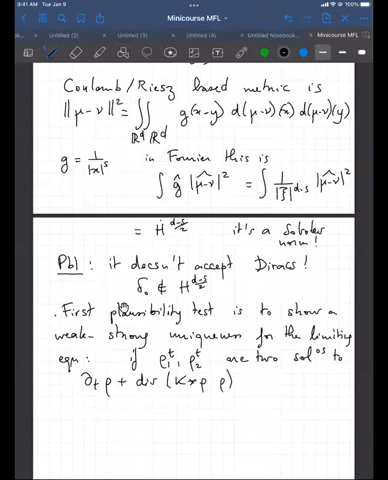 9:41 AM Tue Jan 9
100%
Minicourse MFL
Untitled (2)
Untitled (3)
Untitled (4)
Untitled Notebook...
Minicourse MFL
Coulomb/Riesz based metric is
||μ-ν||² = ∬ g(x-y) d(μ-ν)(x) d(μ-ν)(y)
ℝᵈ ℝᵈ
g = 1/|x|ˢ in Fourier this is
∫ ĝ |μ-ν^|² = ∫ 1/|ξ|ᵈ⁻ˢ |μ-ν^|²
= Ḣ^{-(d-s)/2} it's a Sobolev
norm!
Pbl : it doesn't accept Diracs!
δ₀ ∉ H^{-(d-s)/2}
. First plausibility test is to show a
weak-strong uniqueness for the limiting
eqn : if ρ₁ᵗ, ρ₂ᵗ are two solᵒˢ to
∂ₜρ + div (K*ρ ρ)